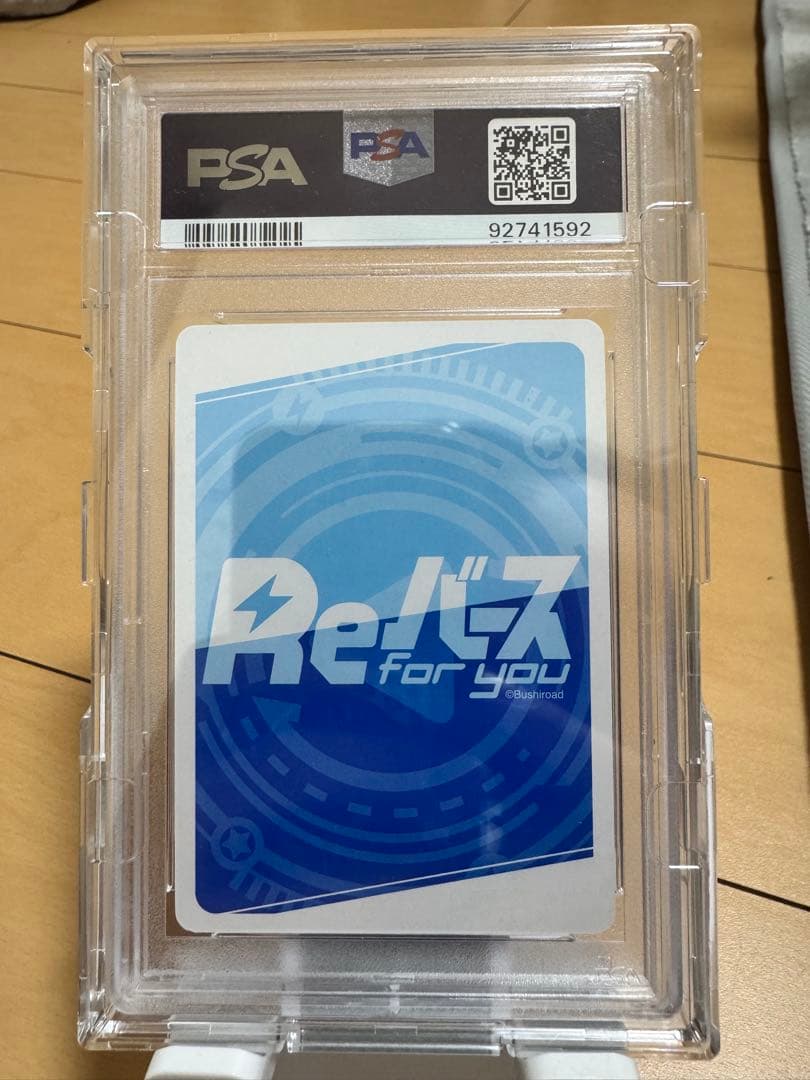 PSA
PSA
92741592
Reバース
for you
©Bushiroad